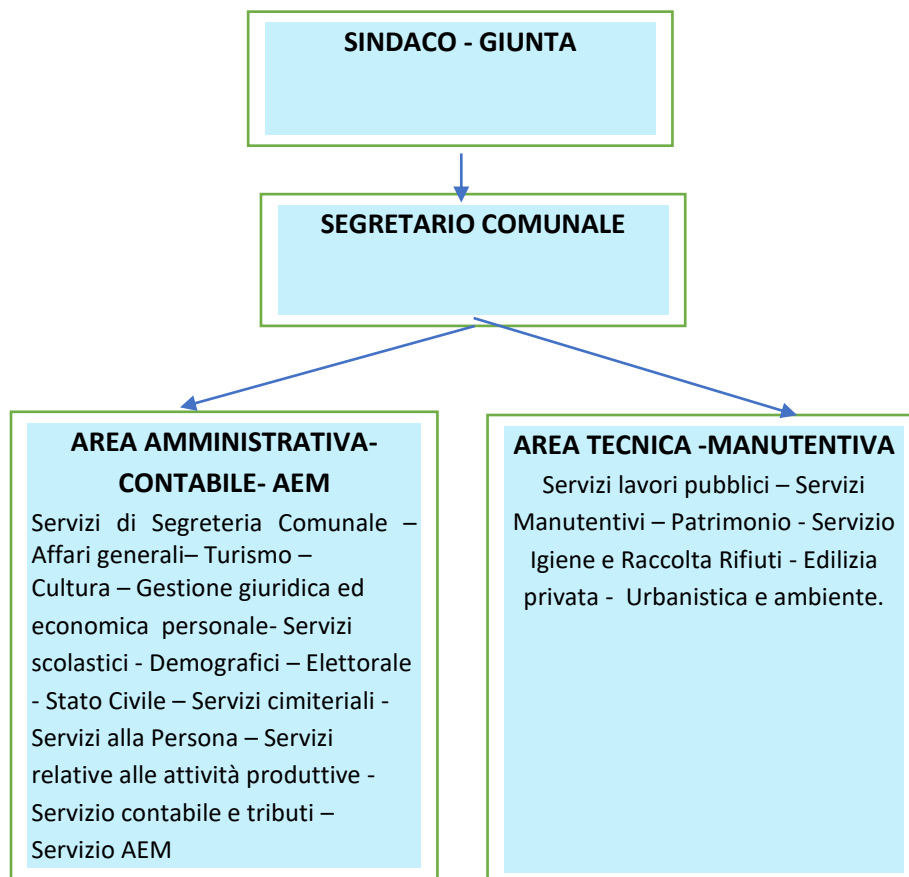 SINDACO - GIUNTA
SEGRETARIO COMUNALE
AREA AMMINISTRATIVA-
CONTABILE- AEM
Servizi di Segreteria Comunale –
Affari generali– Turismo –
Cultura – Gestione giuridica ed
economica personale- Servizi
scolastici - Demografici – Elettorale
- Stato Civile – Servizi cimiteriali -
Servizi alla Persona – Servizi
relative alle attività produttive -
Servizio contabile e tributi –
Servizio AEM
AREA TECNICA -MANUTENTIVA
Servizi lavori pubblici – Servizi
Manutentivi – Patrimonio - Servizio
Igiene e Raccolta Rifiuti - Edilizia
privata - Urbanistica e ambiente.